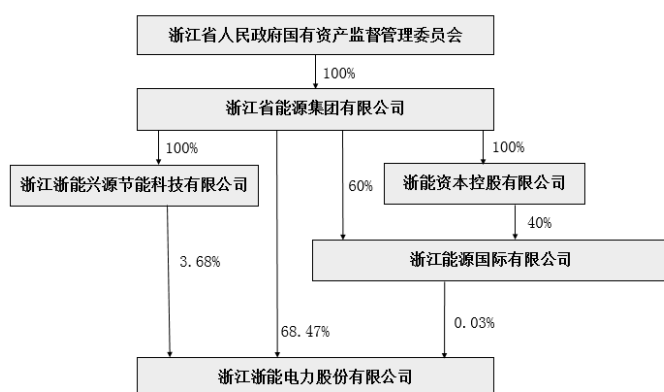 浙江省人民政府国有资产监督管理委员会
100%
浙江省能源集团有限公司
100%
100%
浙江浙能兴源节能科技有限公司
60%
浙能资本控股有限公司
40%
3.68%
浙江能源国际有限公司
68.47%
0.03%
浙江浙能电力股份有限公司